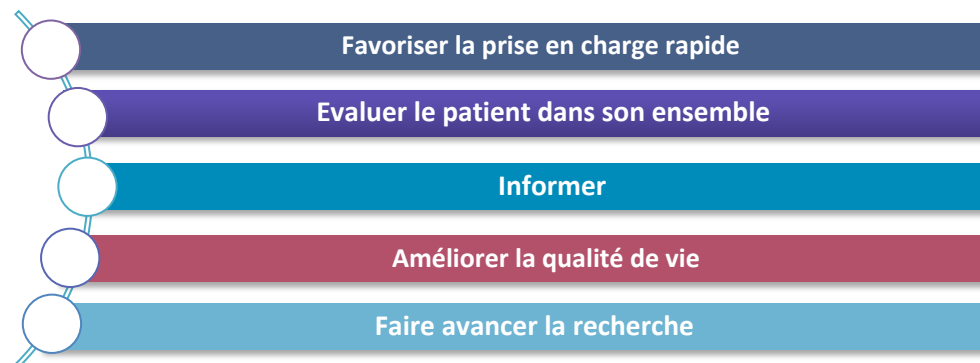 Favoriser la prise en charge rapide
Evaluer le patient dans son ensemble
Informer
Améliorer la qualité de vie
Faire avancer la recherche